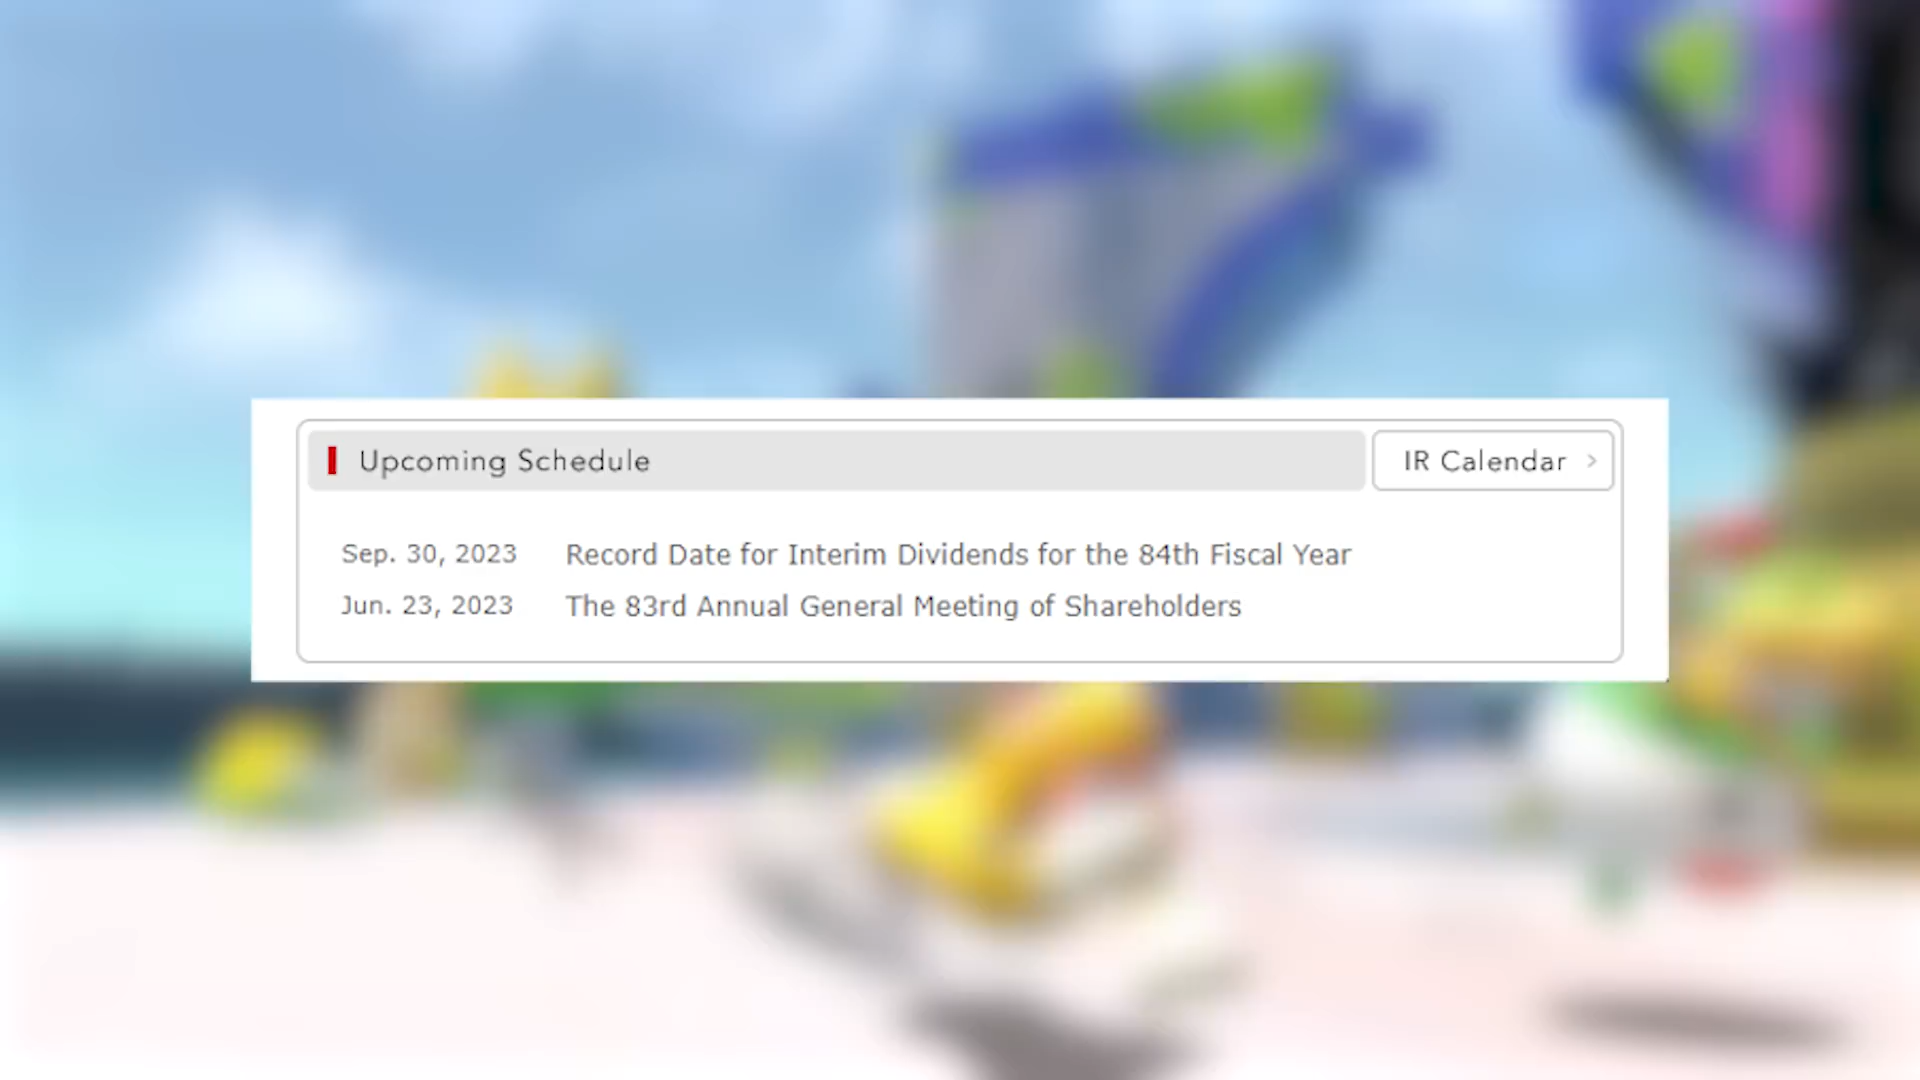 Upcoming Schedule
IR Calendar >
Sep. 30, 2023 Record Date for Interim Dividends for the 84th Fiscal Year
Jun. 23, 2023 The 83rd Annual General Meeting of Shareholders